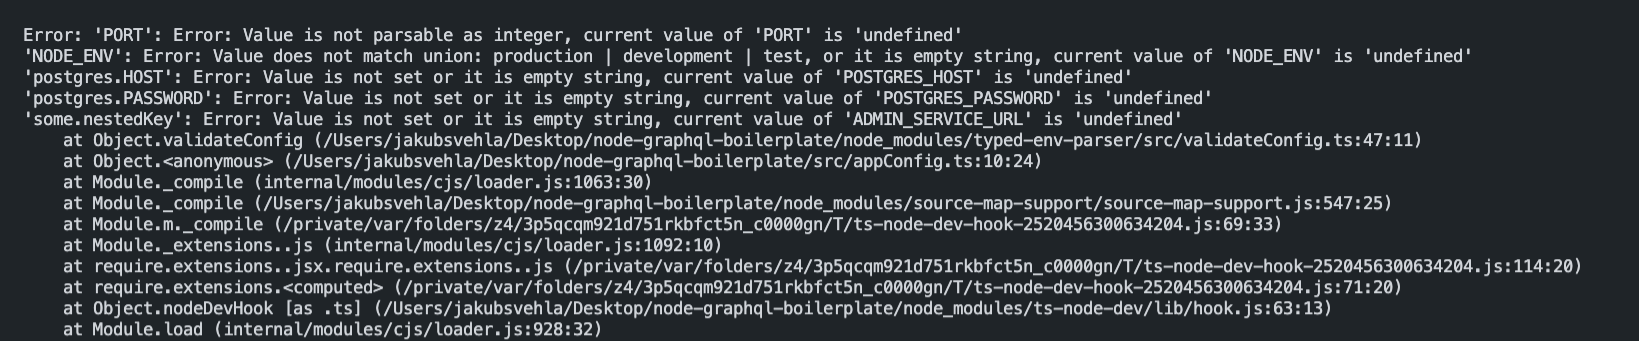 Error: 'PORT': Error: Value is not parsable as integer, current value of 'PORT' is 'undefined'
'NODE_ENV': Error: Value does not match union: production | development | test, or it is empty string, current value of 'NODE_ENV' is 'undefined'
'postgres.HOST': Error: Value is not set or it is empty string, current value of 'POSTGRES_HOST' is 'undefined'
'postgres.PASSWORD': Error: Value is not set or it is empty string, current value of 'POSTGRES_PASSWORD' is 'undefined'
'some.nestedKey': Error: Value is not set or it is empty string, current value of 'ADMIN_SERVICE_URL' is 'undefined'
    at Object.validateConfig (/Users/jakubsvehla/Desktop/node-graphql-boilerplate/node_modules/typed-env-parser/src/validateConfig.ts:47:11)
    at Object.<anonymous> (/Users/jakubsvehla/Desktop/node-graphql-boilerplate/src/appConfig.ts:10:24)
    at Module._compile (internal/modules/cjs/loader.js:1063:30)
    at Module._compile (/Users/jakubsvehla/Desktop/node-graphql-boilerplate/node_modules/source-map-support/source-map-support.js:547:25)
    at Module.m._compile (/private/var/folders/z4/3p5qcqm921d751rkbfct5n_c0000gn/T/ts-node-dev-hook-2520456300634204.js:69:33)
    at Module._extensions..js (internal/modules/cjs/loader.js:1092:10)
    at require.extensions..jsx.require.extensions..js (/private/var/folders/z4/3p5qcqm921d751rkbfct5n_c0000gn/T/ts-node-dev-hook-2520456300634204.js:114:20)
    at require.extensions.<computed> (/private/var/folders/z4/3p5qcqm921d751rkbfct5n_c0000gn/T/ts-node-dev-hook-2520456300634204.js:71:20)
    at Object.nodeDevHook [as .ts] (/Users/jakubsvehla/Desktop/node-graphql-boilerplate/node_modules/ts-node-dev/lib/hook.js:63:13)
    at Module.load (internal/modules/cjs/loader.js:928:32)